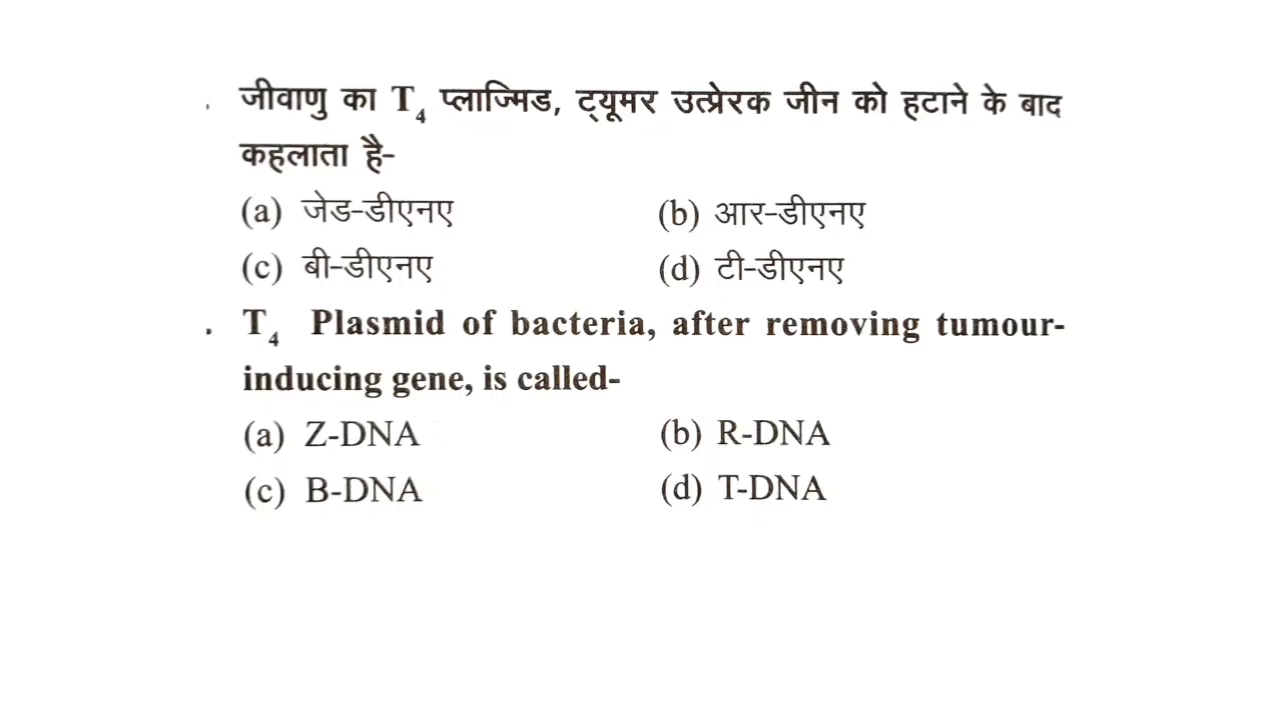 . जीवाणु का T₄ प्लाज्मिड, ट्यूमर उत्प्रेरक जीन को हटाने के बाद
कहलाता है-
(a) जेड-डीएनए (b) आर-डीएनए
(c) बी-डीएनए (d) टी-डीएनए
. T₄ Plasmid of bacteria, after removing tumour-
inducing gene, is called-
(a) Z-DNA (b) R-DNA
(c) B-DNA (d) T-DNA